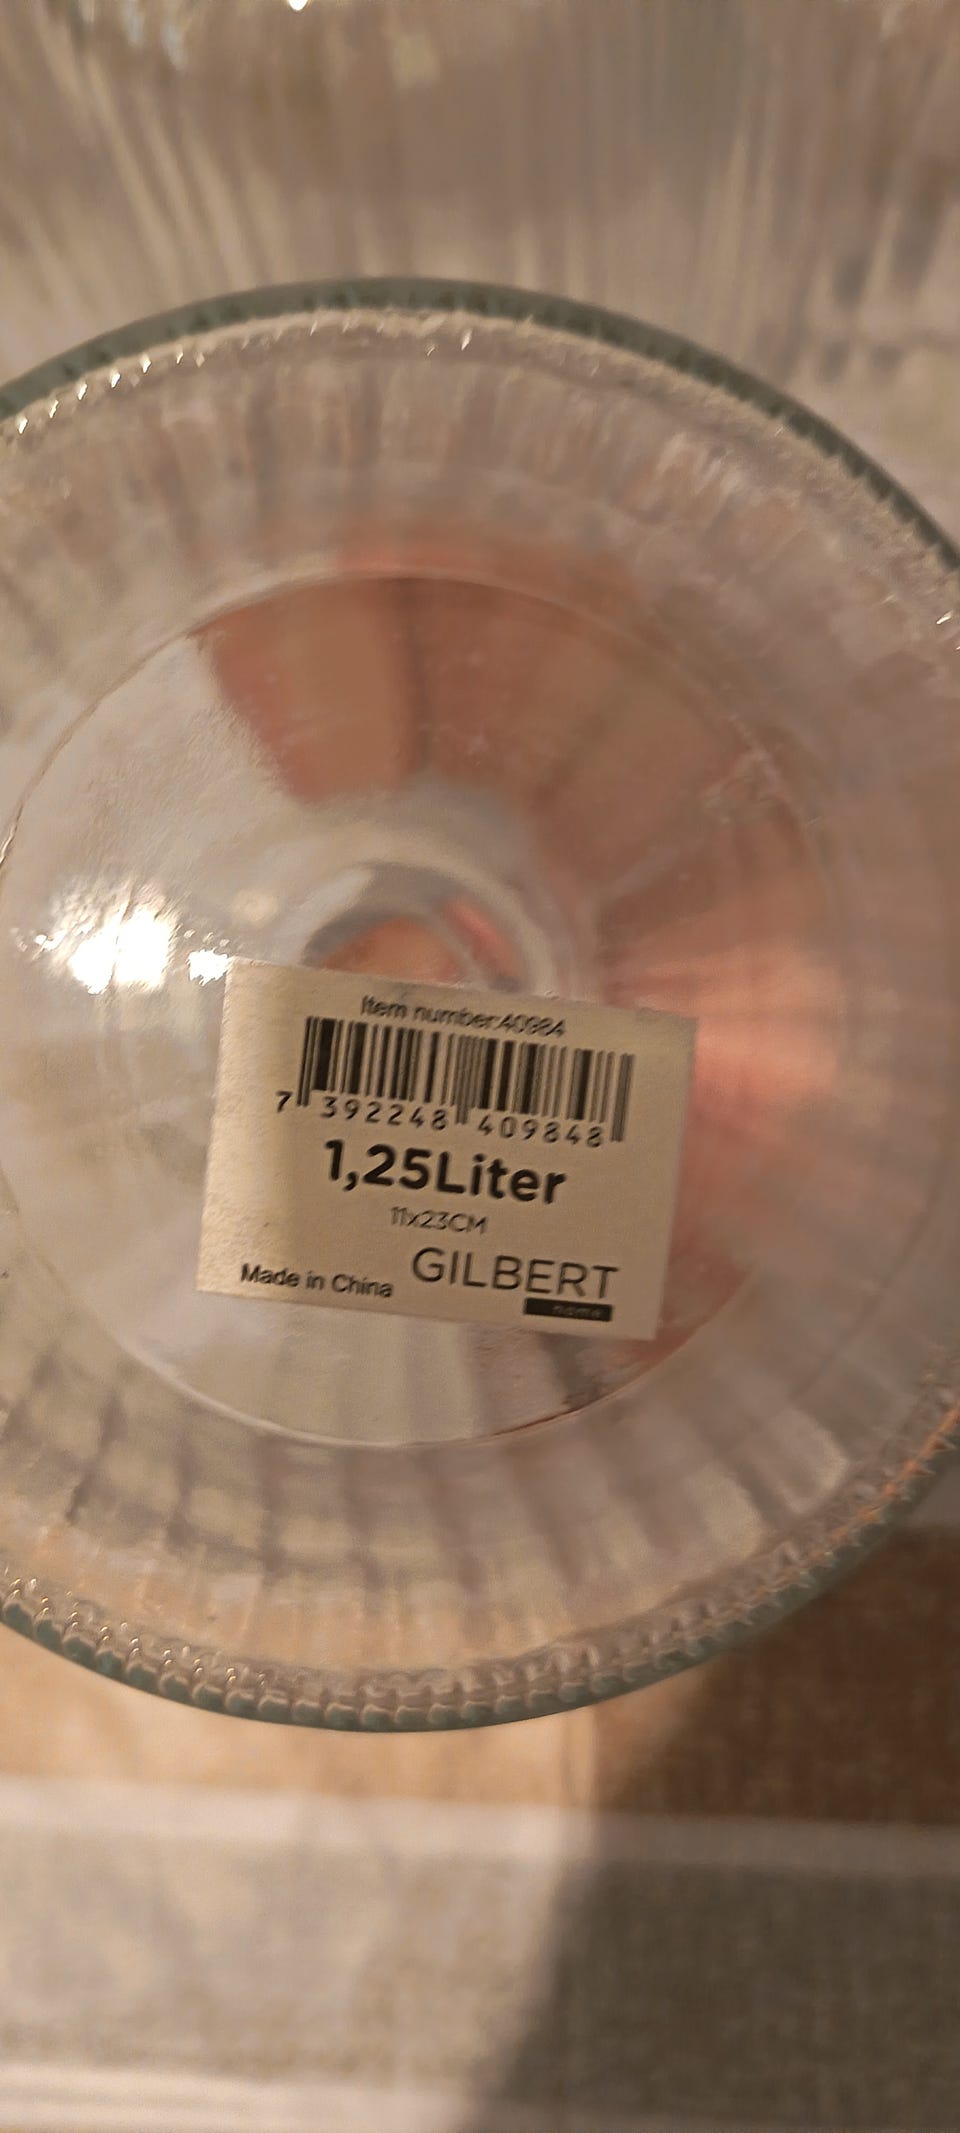 Item number:40984
7 392248 409848
1,25Liter
11x23CM
Made in China
GILBERT
home